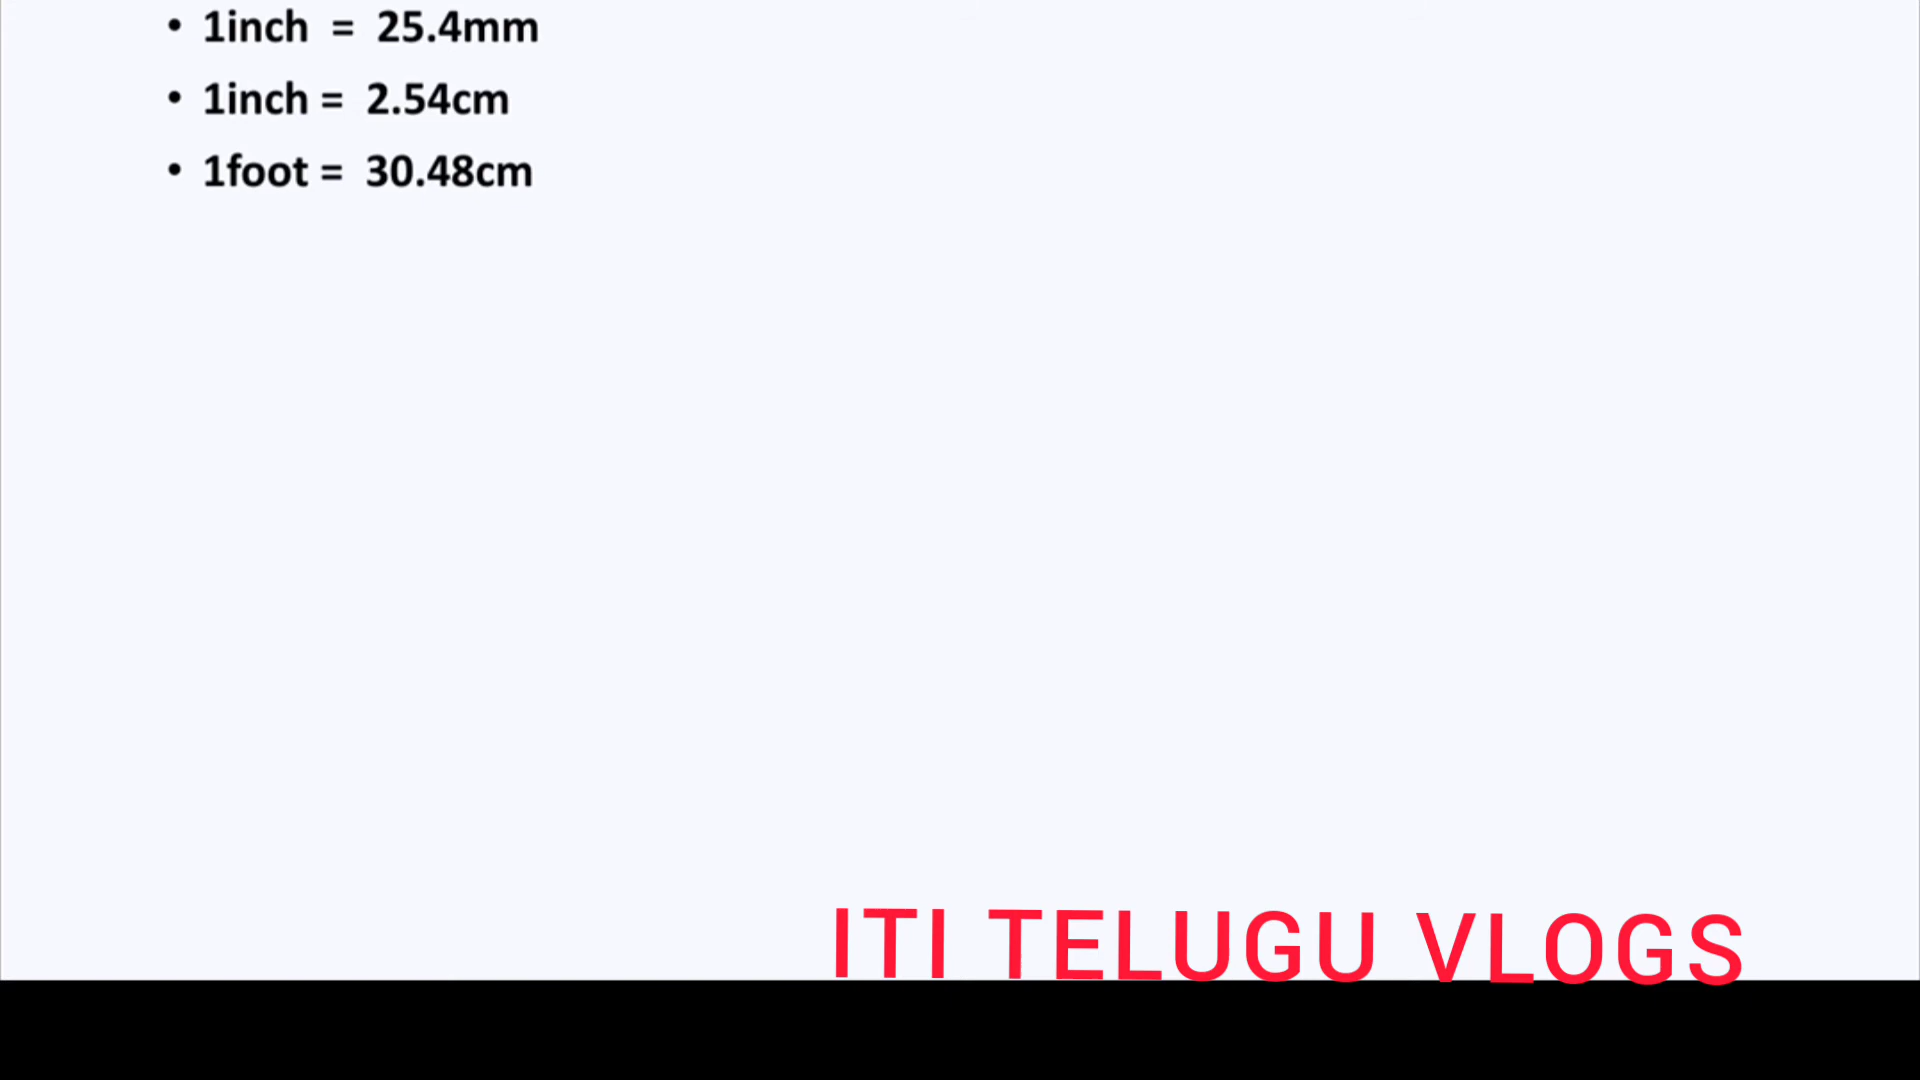 • 1inch = 25.4mm
• 1inch = 2.54cm
• 1foot = 30.48cm
ITI TELUGU VLOGS